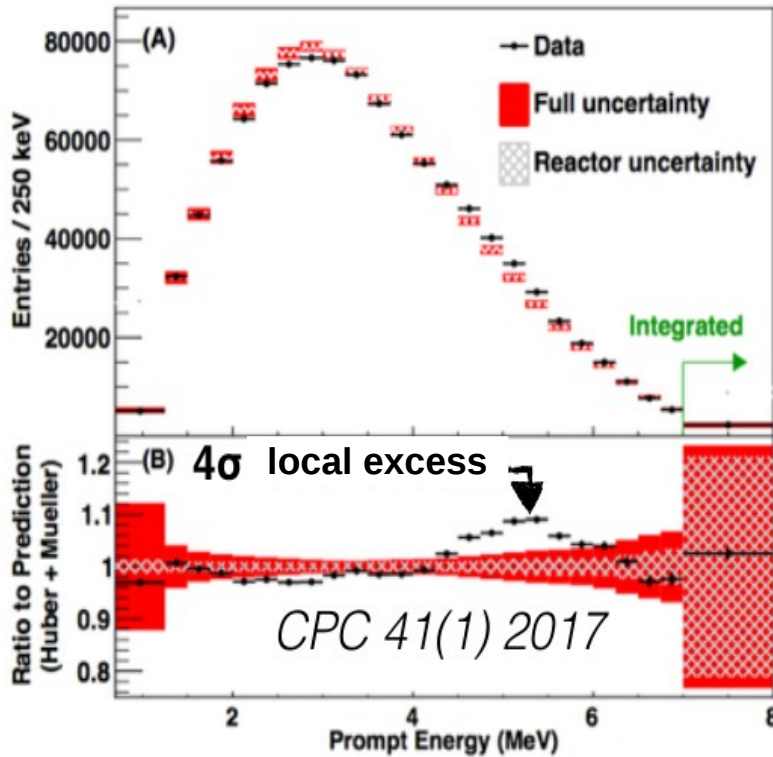 (A)
Data
Full uncertainty
Reactor uncertainty
Integrated
Entries / 250 keV
80000
60000
40000
20000
(B) 4σ local excess
Ratio to Prediction
(Huber + Mueller)
1.2
1.1
1
0.9
0.8
CPC 41(1) 2017
2 4 6 8
Prompt Energy (MeV)